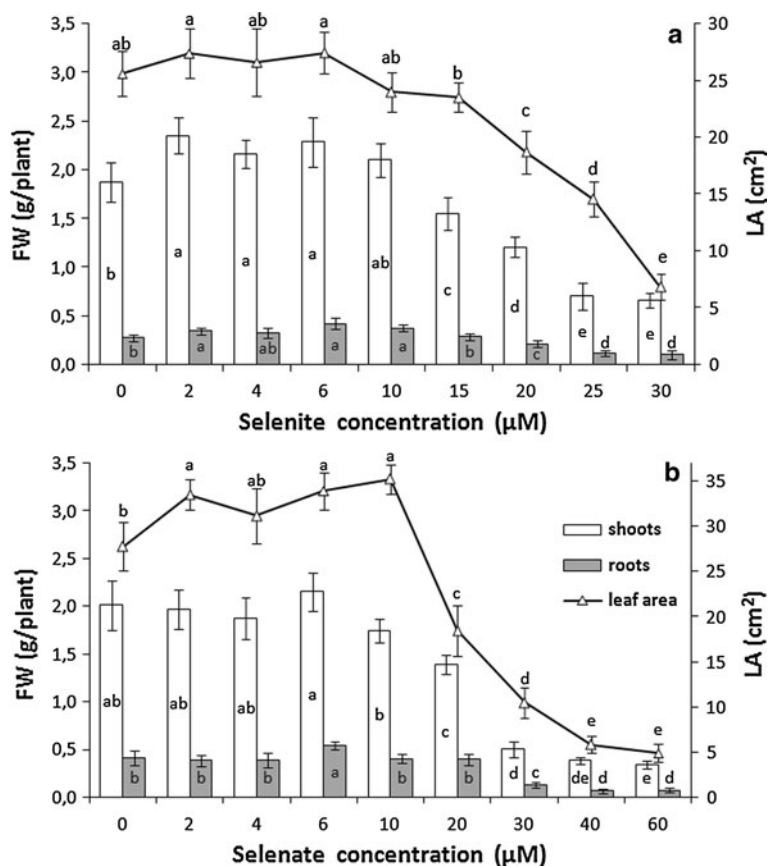 a
3,5
3,0
2,5
2,0
1,5
1,0
0,5
0,0
FW (g/plant)
30
25
20
15
10
5
0
LA (cm²)
ab a ab a ab b c d e
b a a a ab c d e e
b a ab a a b c d d
0 2 4 6 10 15 20 25 30
Selenite concentration (µM)
b
3,5
3,0
2,5
2,0
1,5
1,0
0,5
0,0
FW (g/plant)
35
30
25
20
15
10
5
0
LA (cm²)
shoots
roots
leaf area
b a ab a a c d e e
ab ab ab a b c d de e
b b b a b b c d d
0 2 4 6 10 20 30 40 60
Selenate concentration (µM)